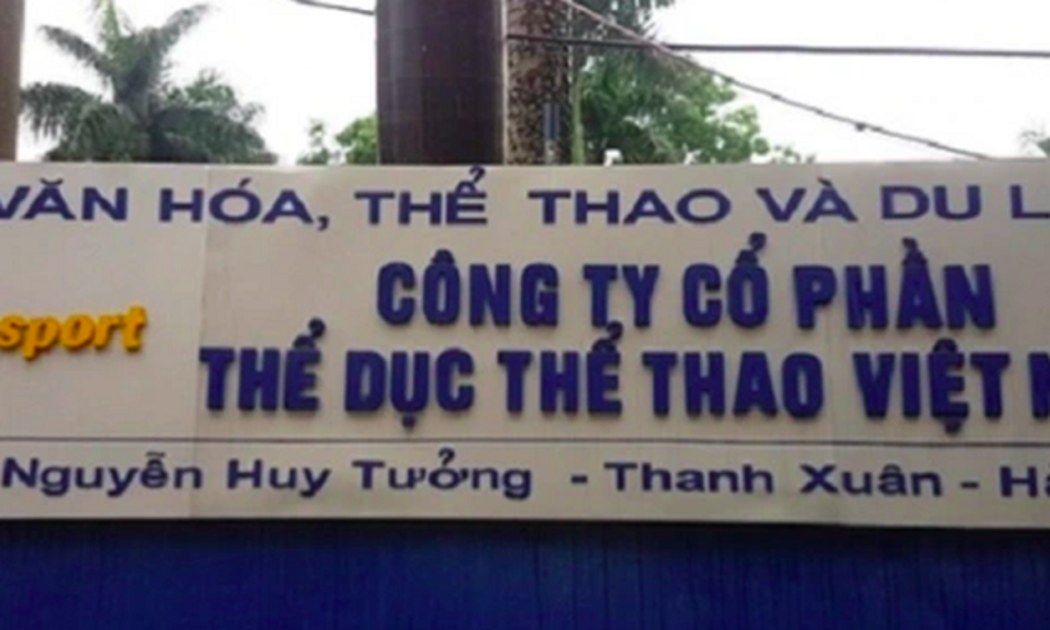 VĂN HÓA, THỂ THAO VÀ DU L
CÔNG TY CỔ PHẦN
sport
THỂ DỤC THỂ THAO VIỆT N
Nguyễn Huy Tưởng - Thanh Xuân - Hà